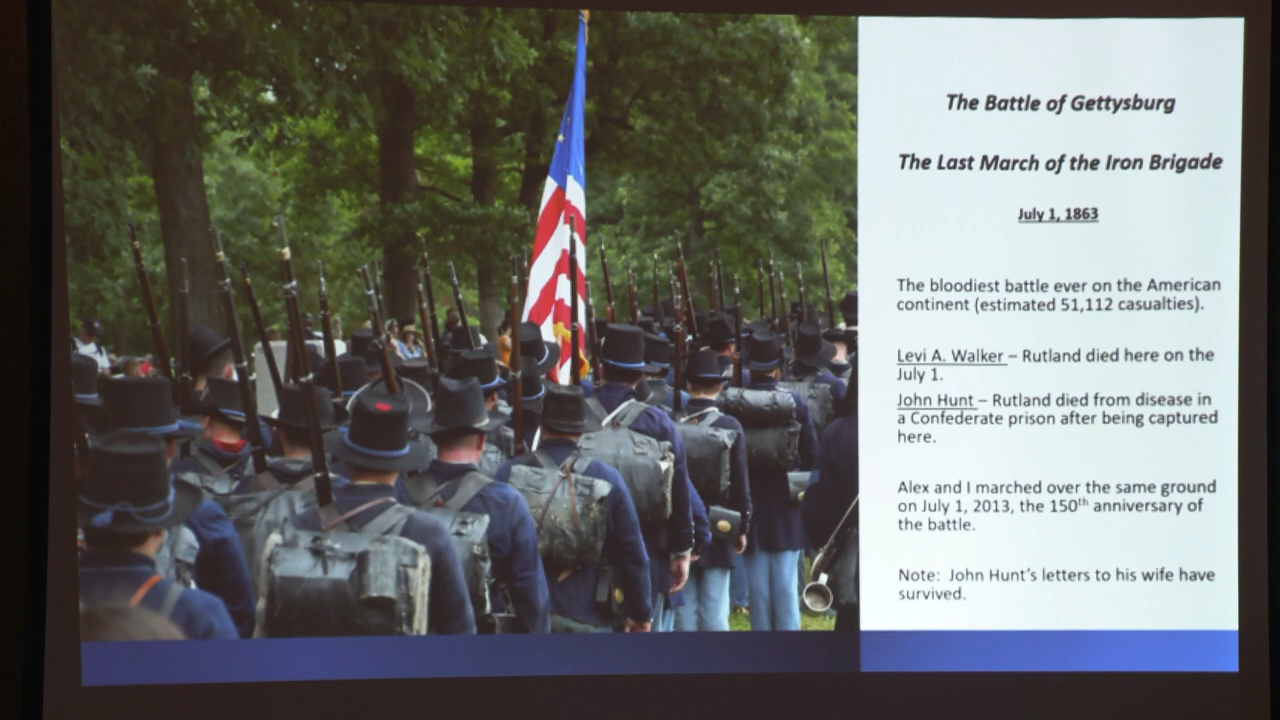 The Battle of Gettysburg
The Last March of the Iron Brigade
July 1, 1863
The bloodiest battle ever on the American
continent (estimated 51,112 casualties).
Levi A. Walker – Rutland died here on the
July 1.
John Hunt – Rutland died from disease in
a Confederate prison after being captured
here.
Alex and I marched over the same ground
on July 1, 2013, the 150th anniversary of
the battle.
Note:  John Hunt's letters to his wife have
survived.